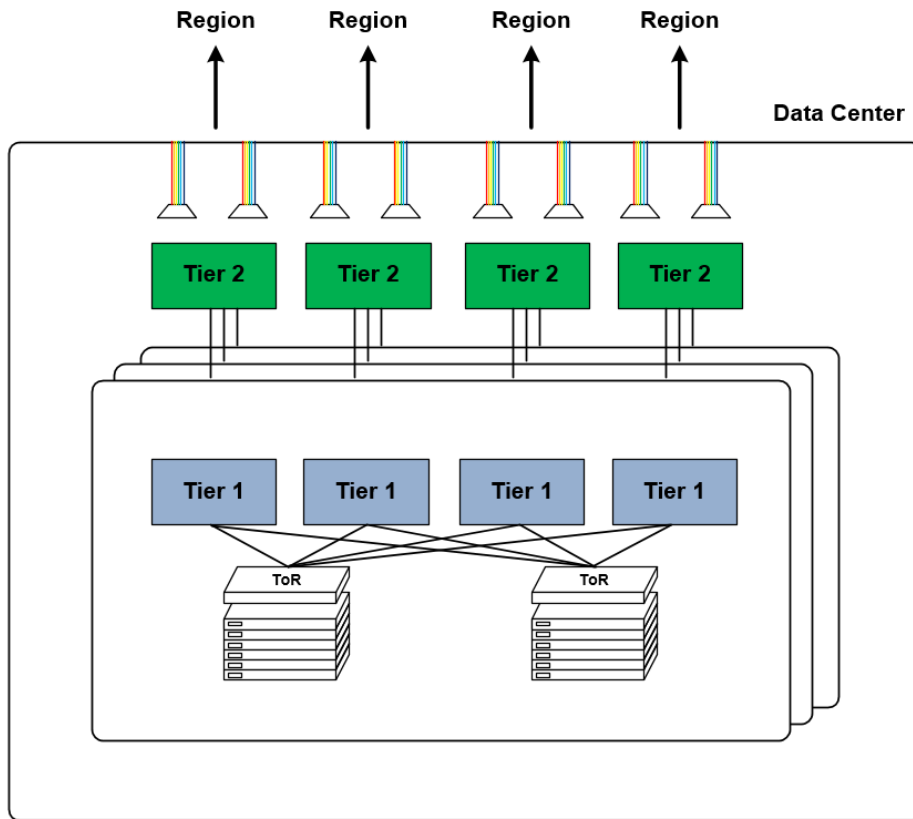 Region Region Region Region
Data Center
Tier 2 Tier 2 Tier 2 Tier 2
Tier 1 Tier 1 Tier 1 Tier 1
ToR ToR